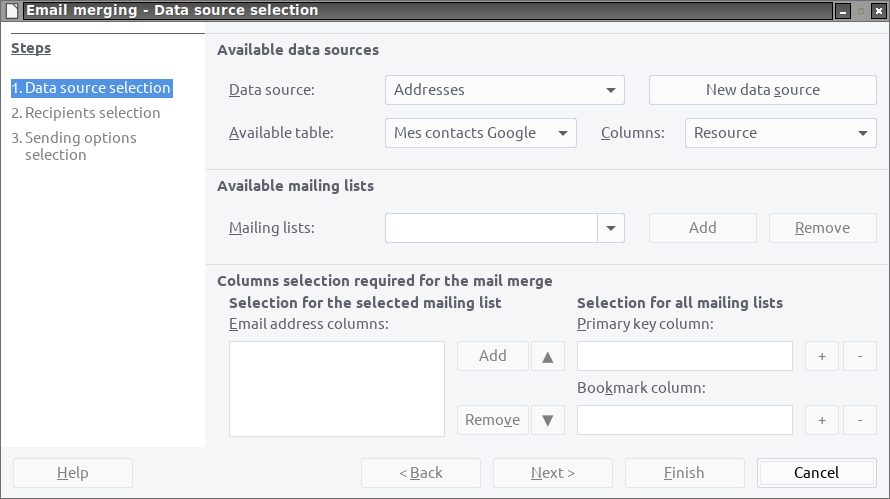 Email merging - Data source selection
Steps
1. Data source selection
2. Recipients selection
3. Sending options
selection
Available data sources
Data source: Addresses New data source
Available table: Mes contacts Google Columns: Resource
Available mailing lists
Mailing lists: Add Remove
Columns selection required for the mail merge
Selection for the selected mailing list Selection for all mailing lists
Email address columns: Primary key column:
Add ▲ + -
Bookmark column:
Remove ▼ + -
Help < Back Next > Finish Cancel